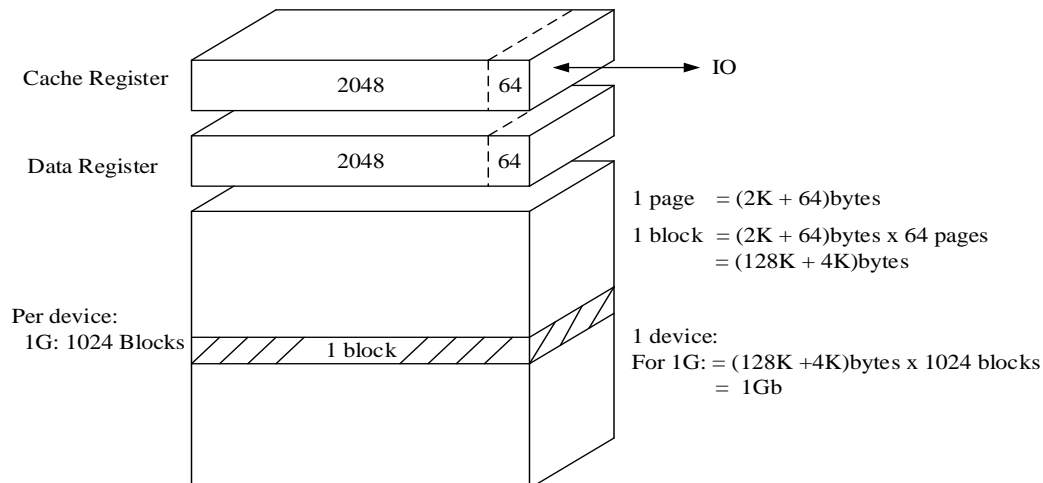 Cache Register
2048
64
IO
Data Register
2048
64
1 page = (2K + 64)bytes
1 block = (2K + 64)bytes x 64 pages
= (128K + 4K)bytes
Per device:
1G: 1024 Blocks
1 block
1 device:
For 1G: = (128K +4K)bytes x 1024 blocks
= 1Gb